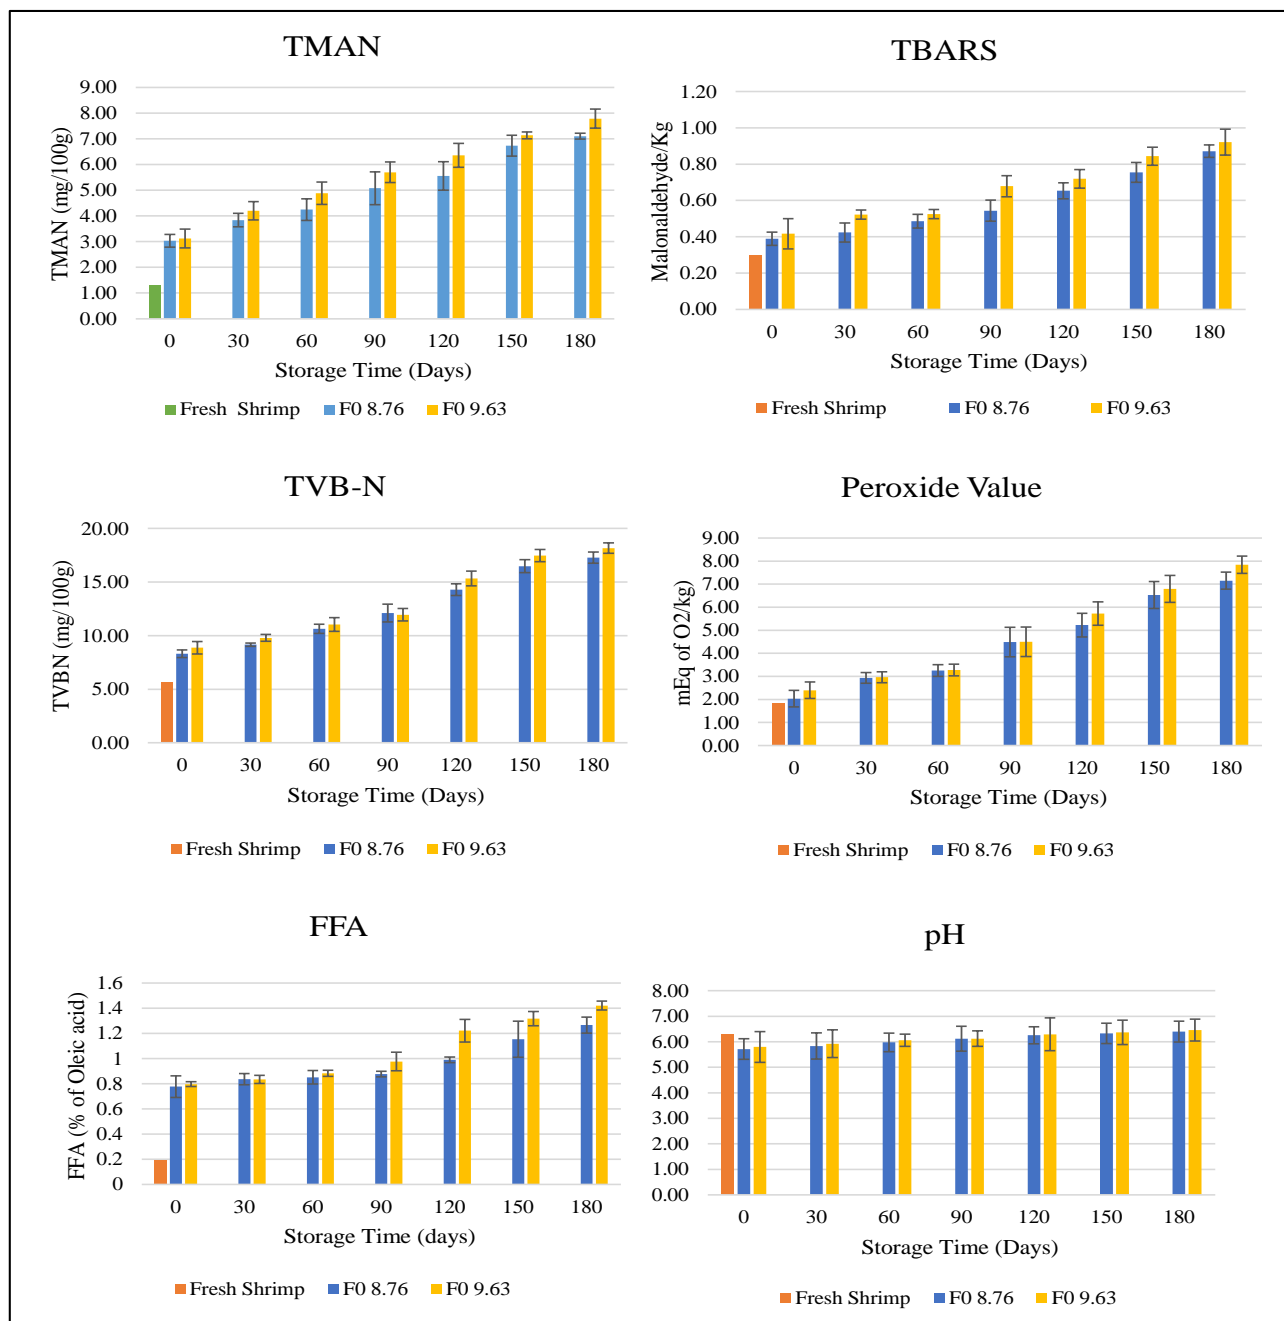 TMAN
9.00
8.00
7.00
6.00
5.00
4.00
3.00
2.00
1.00
0.00
TMAN (mg/100g)
0 30 60 90 120 150 180
Storage Time (Days)
Fresh Shrimp F0 8.76 F0 9.63
TBARS
1.20
1.00
0.80
0.60
0.40
0.20
0.00
Malonaldehyde/Kg
0 30 60 90 120 150 180
Storage Time (Days)
Fresh Shrimp F0 8.76 F0 9.63
TVB-N
20.00
15.00
10.00
5.00
0.00
TVBN (mg/100g)
0 30 60 90 120 150 180
Storage Time (Days)
Fresh Shrimp F0 8.76 F0 9.63
Peroxide Value
9.00
8.00
7.00
6.00
5.00
4.00
3.00
2.00
1.00
0.00
mEq of O2/kg)
0 30 60 90 120 150 180
Storage Time (Days)
Fresh Shrimp F0 8.76 F0 9.63
FFA
1.6
1.4
1.2
1
0.8
0.6
0.4
0.2
0
FFA (% of Oleic acid)
0 30 60 90 120 150 180
Storage Time (days)
Fresh Shrimp F0 8.76 F0 9.63
pH
8.00
7.00
6.00
5.00
4.00
3.00
2.00
1.00
0.00
0 30 60 90 120 150 180
Storage Time (Days)
Fresh Shrimp F0 8.76 F0 9.63